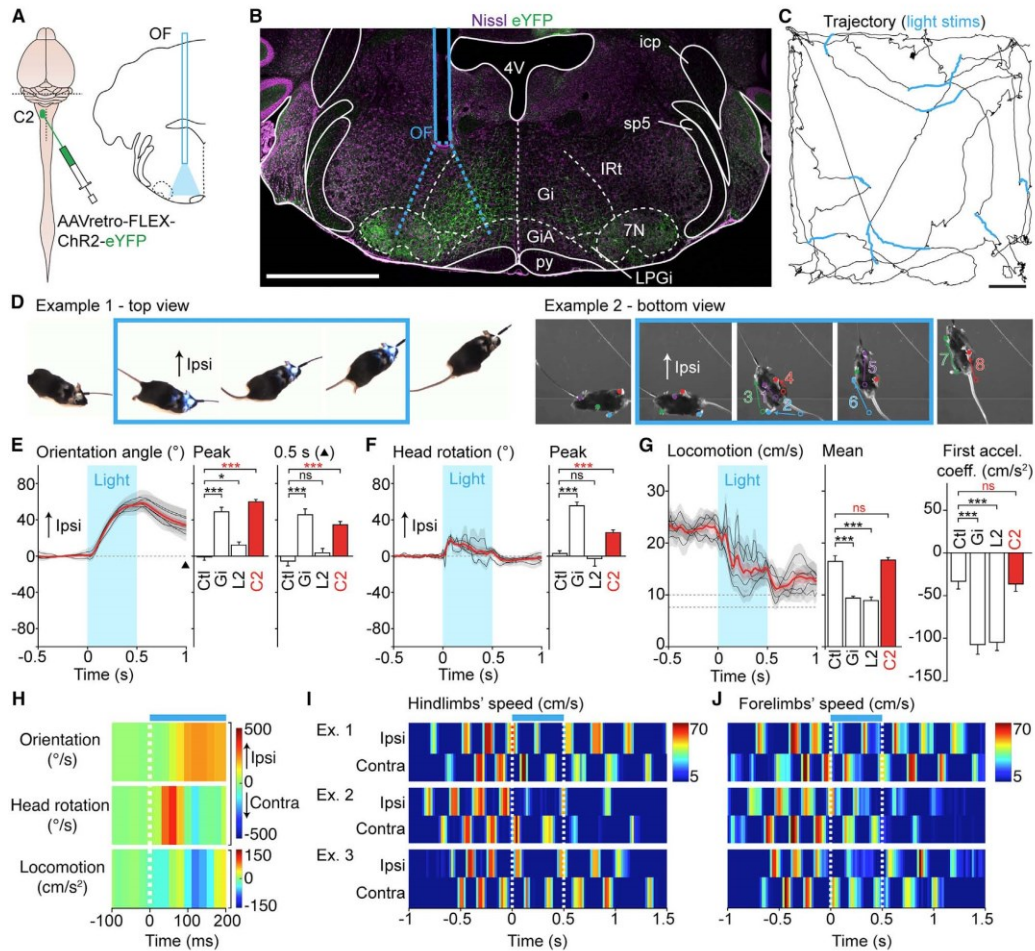 A
OF
C2
AAVretro-FLEX-
ChR2-eYFP
B
Nissl eYFP
4V
icp
sp5
OF
IRt
Gi
GiA
7N
py
LPGi
C
Trajectory (light stims)
D
Example 1 - top view
Ipsi
Example 2 - bottom view
Ipsi
3
4
2
5
6
7
8
E
Orientation angle (°)
Light
Ipsi
80
40
0
-40
-80
-0.5
0
0.5
1
Time (s)
Peak
***
*
***
Ctl
Gi
L2
C2
0.5 s (▲)
***
ns
***
Ctl
Gi
L2
C2
▲
F
Head rotation (°)
Light
Ipsi
80
40
0
-40
-80
-0.5
0
0.5
1
Time (s)
Peak
***
ns
***
Ctl
Gi
L2
C2
G
Locomotion (cm/s)
Light
30
20
10
0
-0.5
0
0.5
1
Time (s)
Mean
ns
***
***
Ctl
Gi
L2
C2
First accel.
coeff. (cm/s²)
ns
***
***
Ctl
Gi
L2
C2
50
0
-50
-100
-150
H
Orientation
(°/s)
Head rotation
(°/s)
Locomotion
(cm/s²)
500
Ipsi
0
Contra
-500
150
-150
-100
0
100
200
Time (ms)
I
Hindlimbs' speed (cm/s)
70
5
Ex. 1
Ipsi
Contra
Ex. 2
Ipsi
Contra
Ex. 3
Ipsi
Contra
-1
-0.5
0
0.5
1
1.5
Time (s)
J
Forelimbs' speed (cm/s)
70
5
-1
-0.5
0
0.5
1
1.5
Time (s)